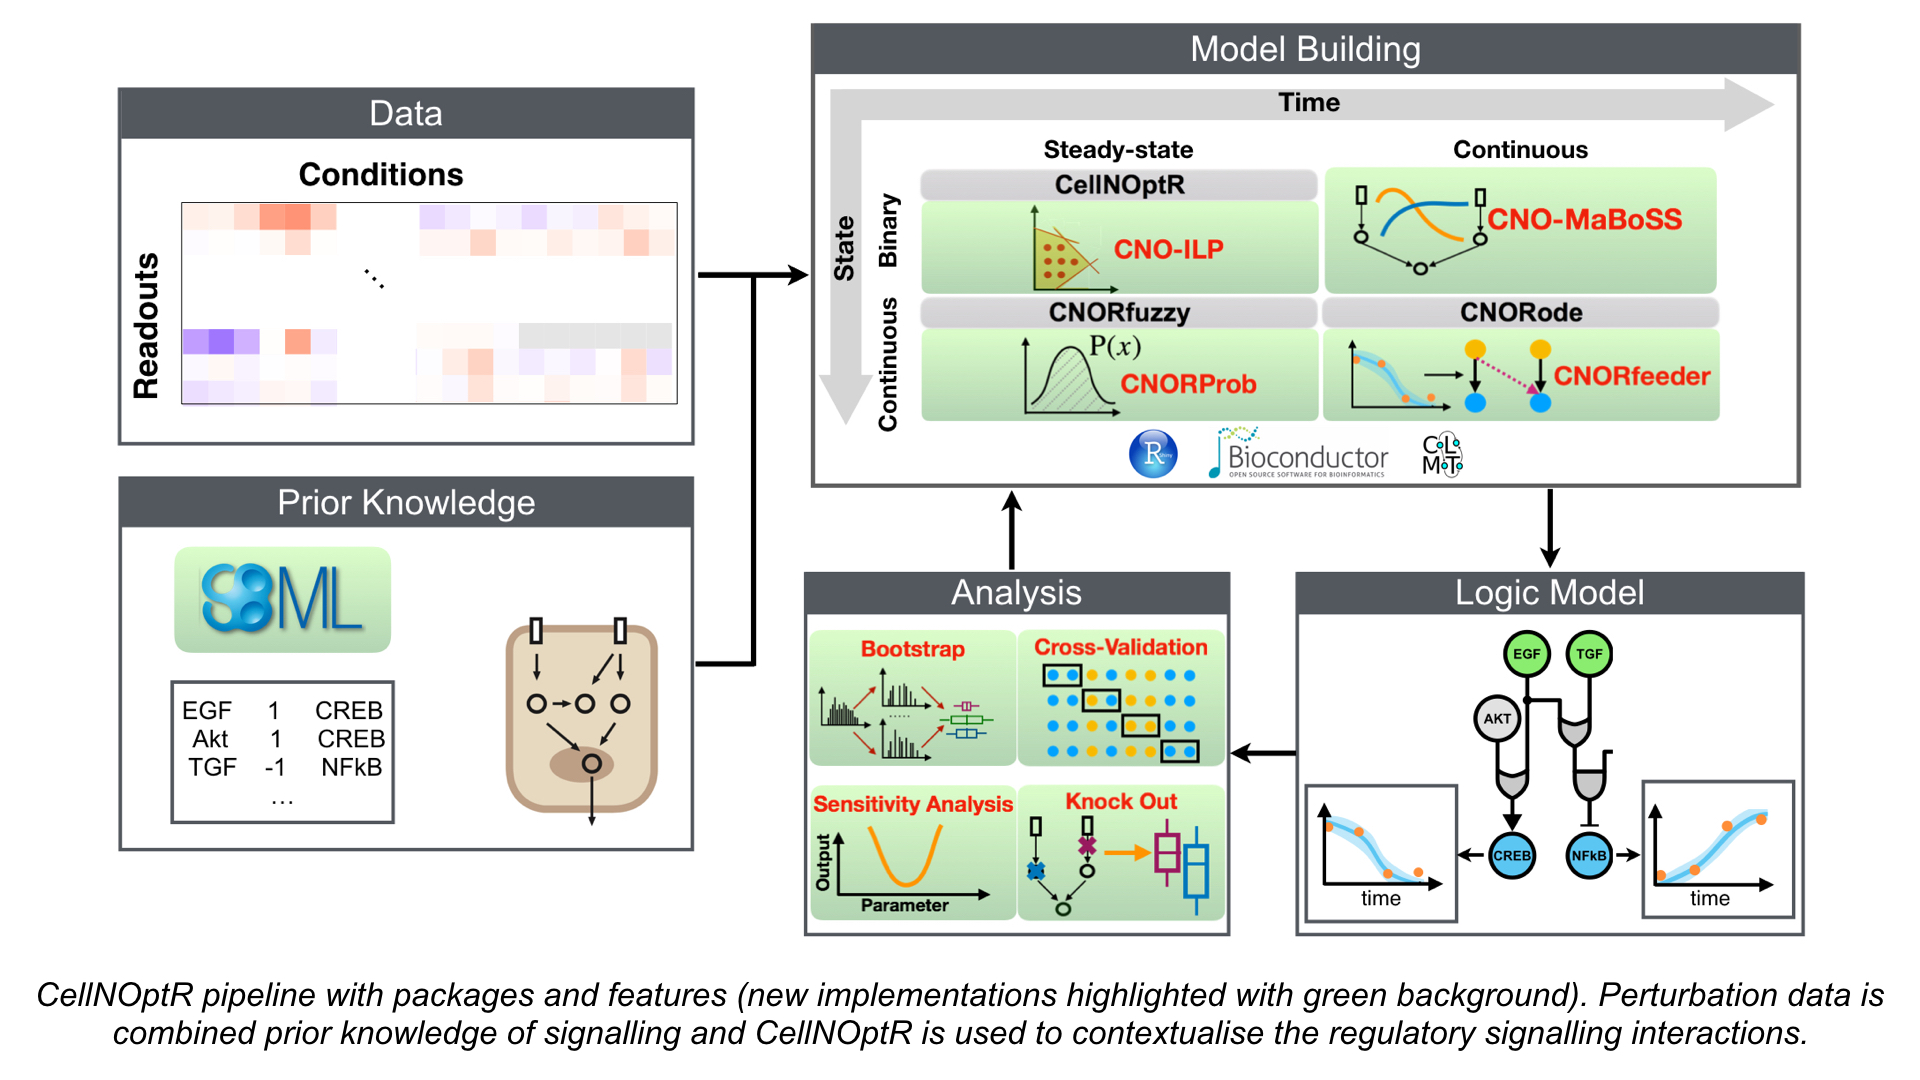 Data
Conditions
Readouts
...
Prior Knowledge
SBML
EGF 1 CREB
Akt 1 CREB
TGF -1 NFkB
...
Model Building
Time
State
Steady-state
Continuous
Binary
Continuous
CellNOptR
CNO-ILP
CNO-MaBoSS
CNORfuzzy
P(x)
CNORProb
CNORode
CNORfeeder
R
Bioconductor
OPEN SOURCE SOFTWARE FOR BIOINFORMATICS
Analysis
Bootstrap
.....
Cross-Validation
Sensitivity Analysis
Output
Parameter
Knock Out
Logic Model
EGF
TGF
AKT
CREB
NFkB
time
time
CellNOptR pipeline with packages and features (new implementations highlighted with green background). Perturbation data is
combined prior knowledge of signalling and CellNOptR is used to contextualise the regulatory signalling interactions.